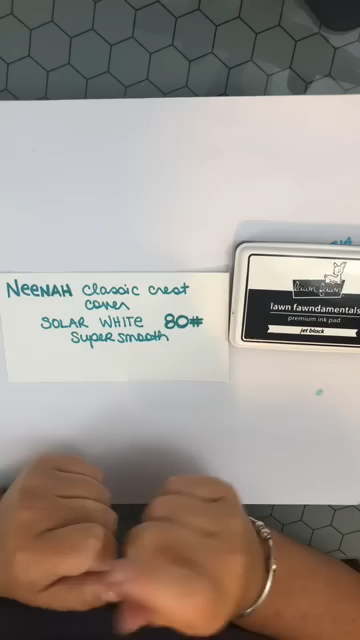 NeeNAH classic crest
cover
SOLAR WHITE 80#
Super smooth
lawn fawn
lawn fawndamentals
premium ink pad
jet black